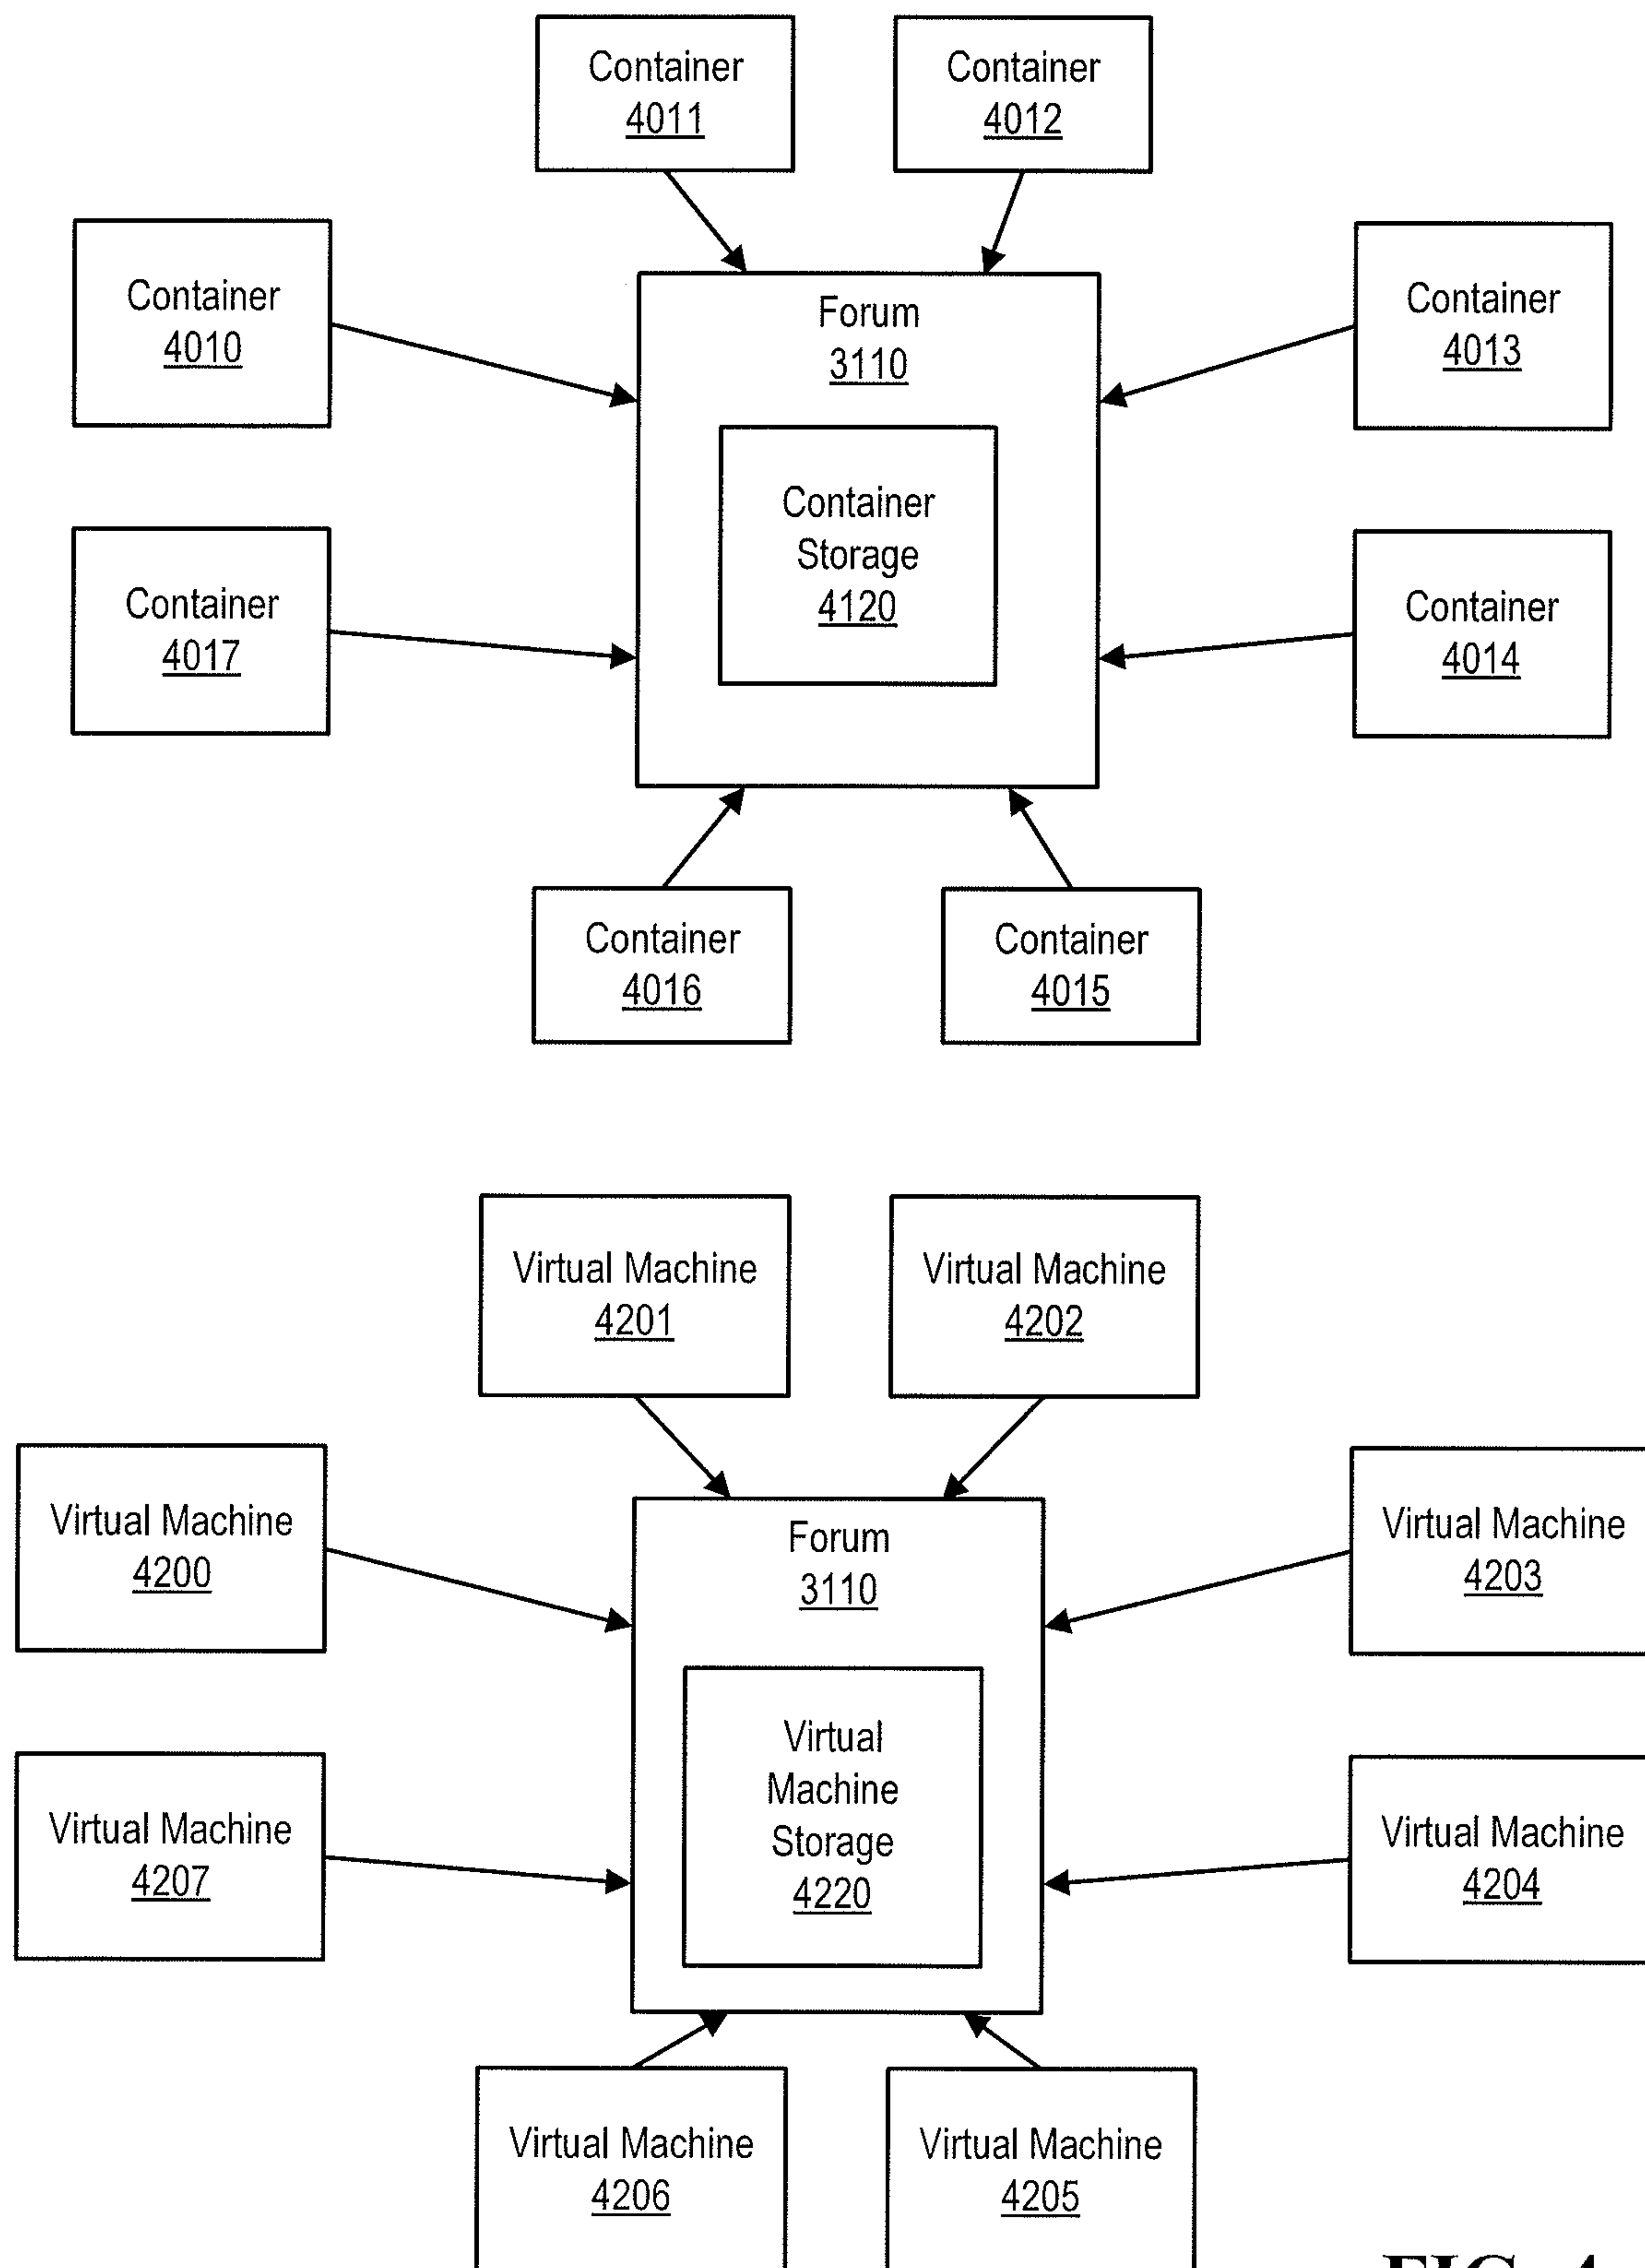 Container
4011
Container
4012
Container
4010
Forum
3110
Container
4013
Container
Storage
4120
Container
4017
Container
4014
Container
4016
Container
4015
Virtual Machine
4201
Virtual Machine
4202
Virtual Machine
4200
Forum
3110
Virtual Machine
4203
Virtual
Machine
Storage
4220
Virtual Machine
4207
Virtual Machine
4204
Virtual Machine
4206
Virtual Machine
4205